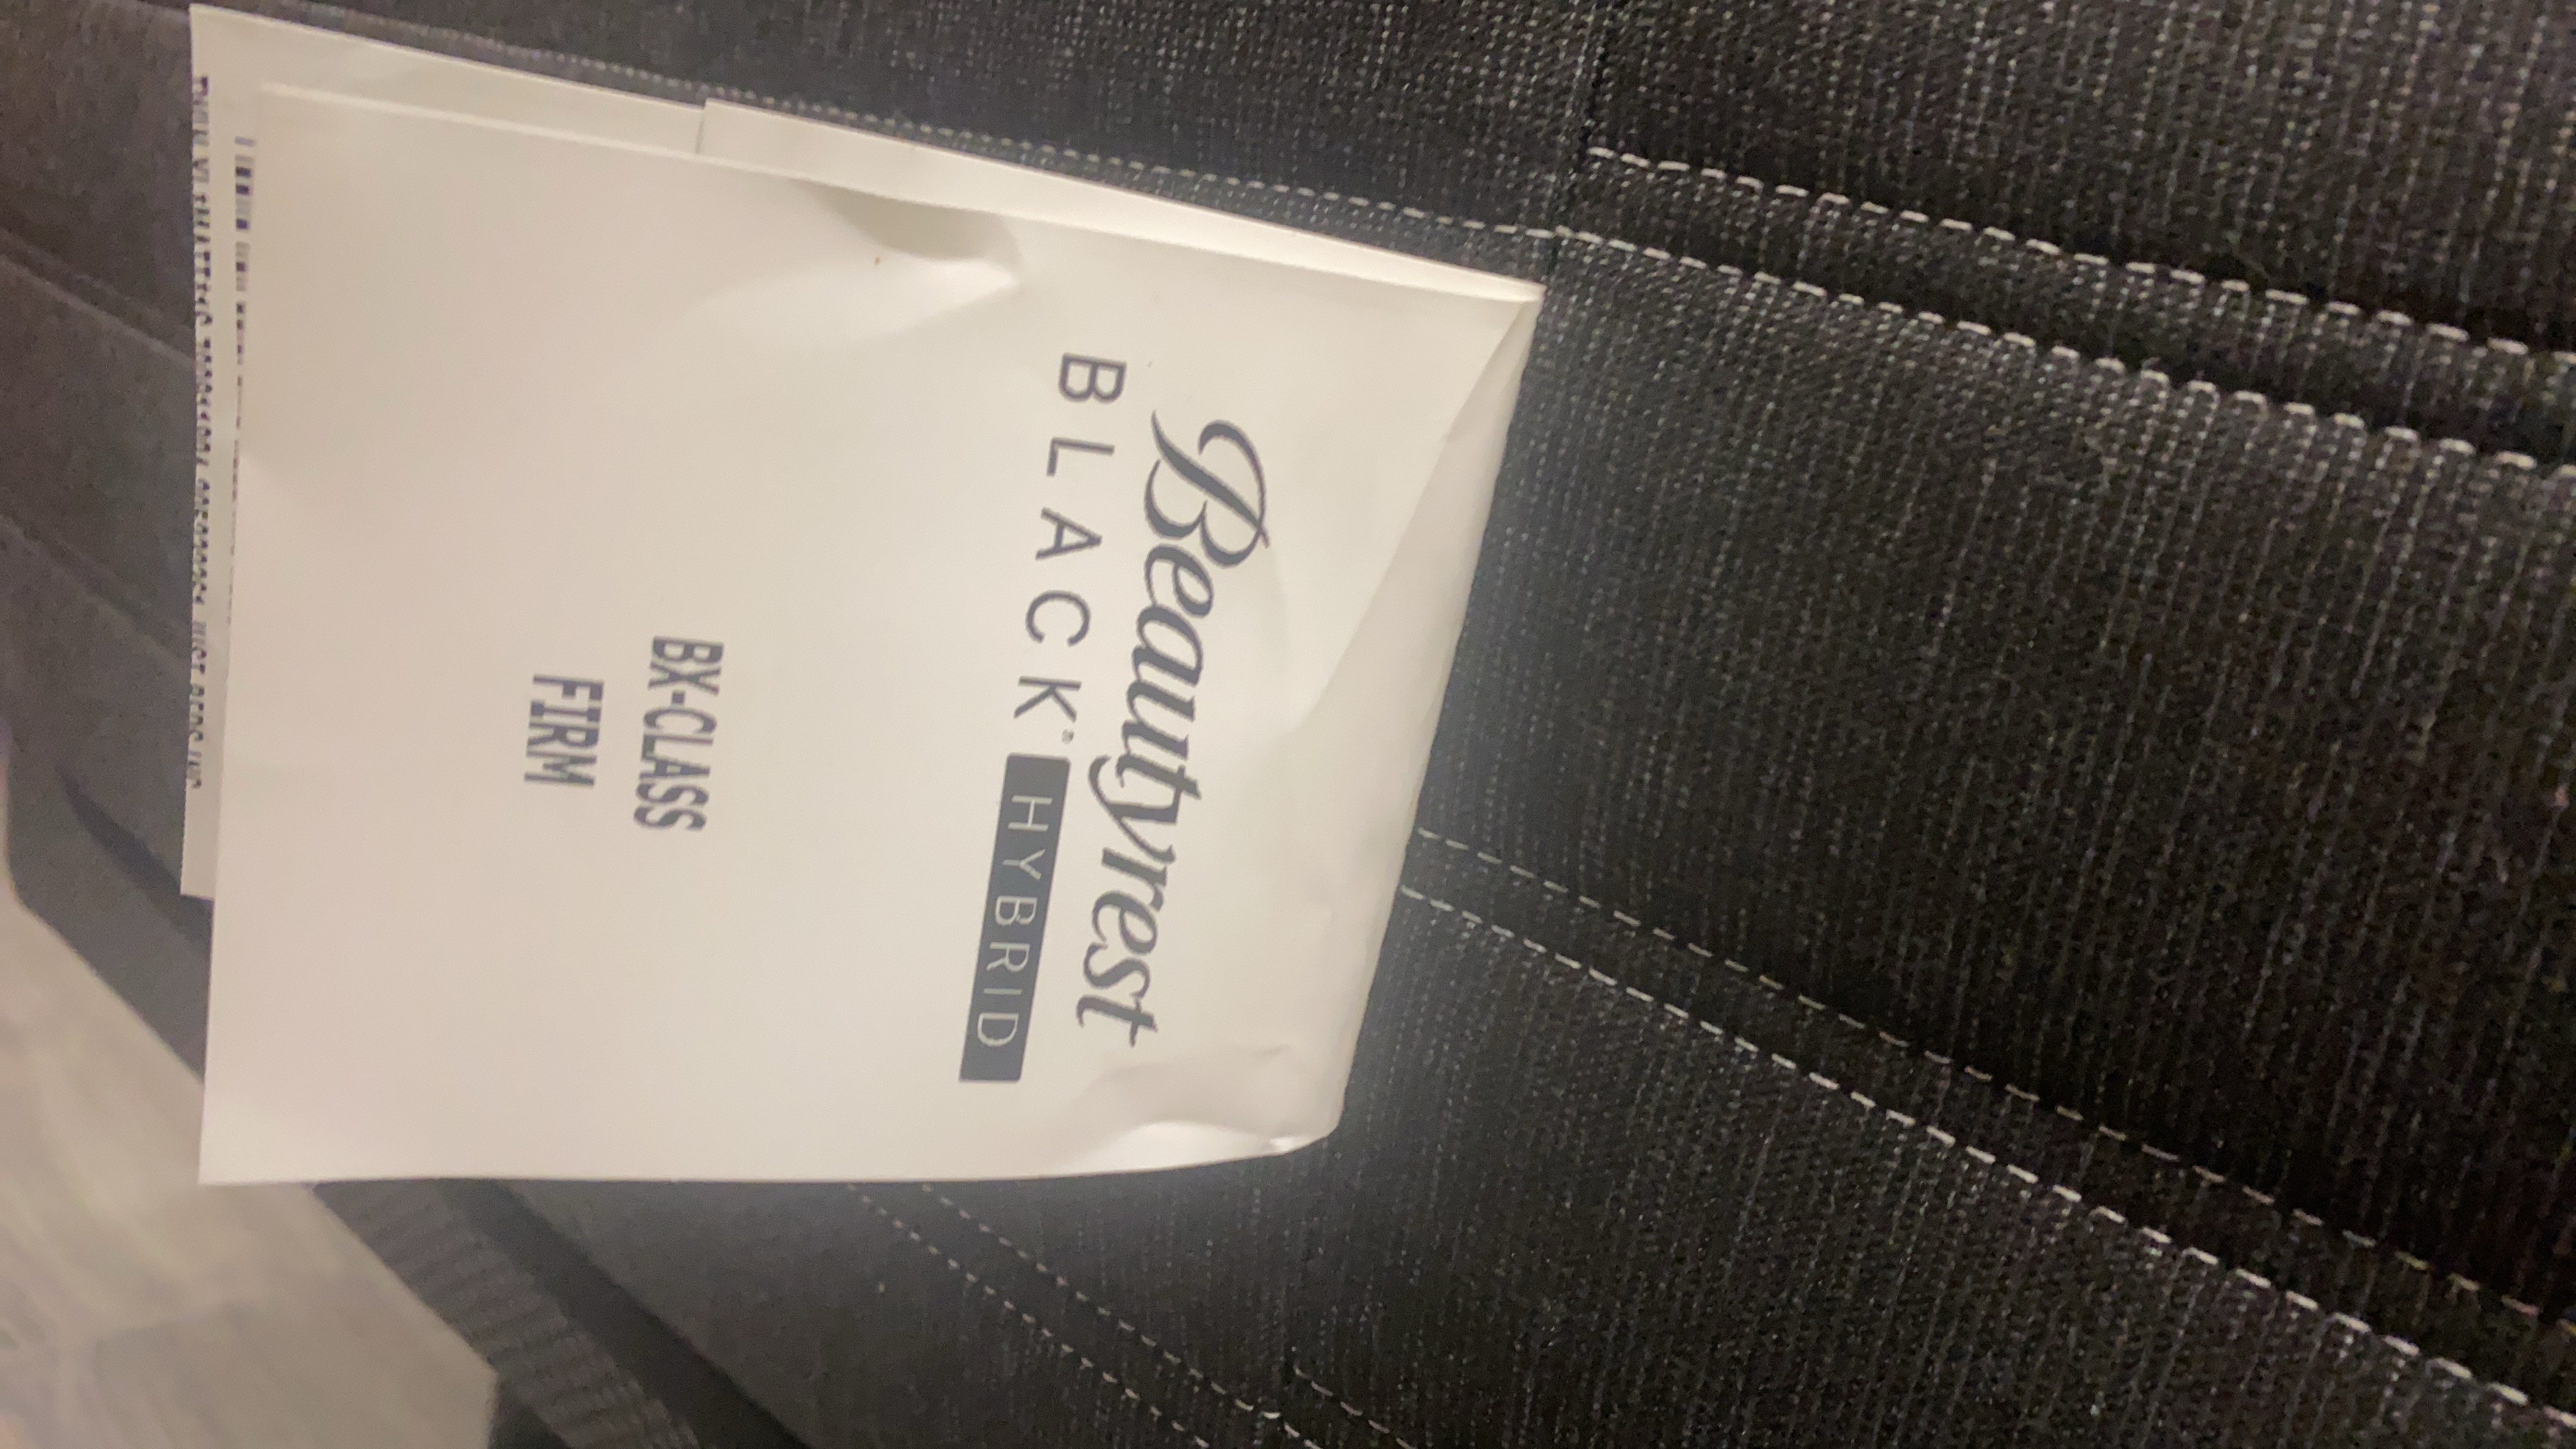 Beautyrest
BLACK® HYBRID
BX-CLASS
FIRM